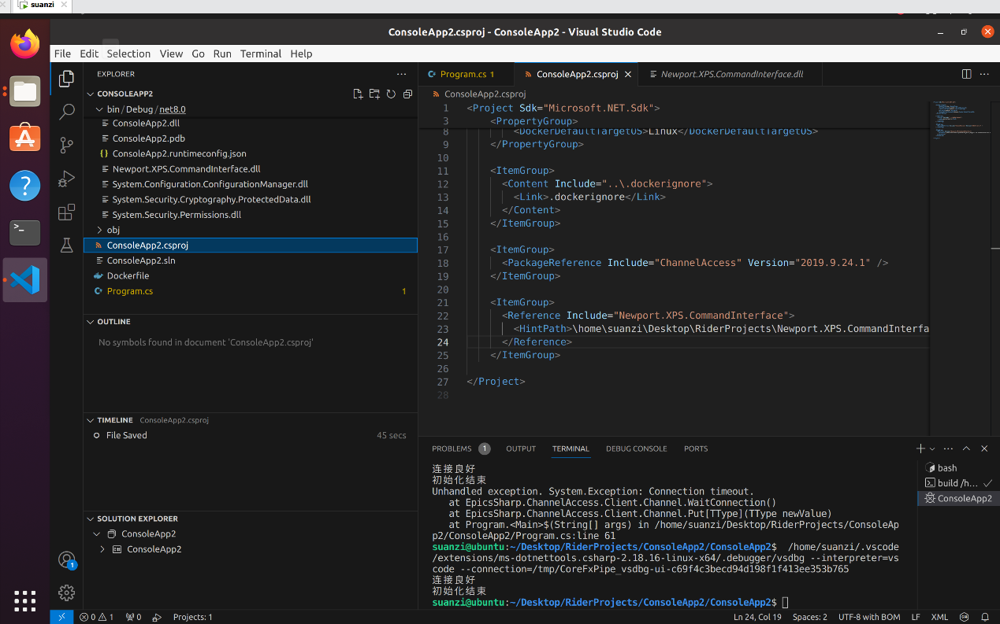 suanzi
ConsoleApp2.csproj - ConsoleApp2 - Visual Studio Code
File Edit Selection View Go Run Terminal Help
EXPLORER
CONSOLEAPP2
bin / Debug / net8.0
ConsoleApp2.dll
ConsoleApp2.pdb
{} ConsoleApp2.runtimeconfig.json
Newport.XPS.CommandInterface.dll
System.Configuration.ConfigurationManager.dll
System.Security.Cryptography.ProtectedData.dll
System.Security.Permissions.dll
obj
ConsoleApp2.csproj
ConsoleApp2.sln
Dockerfile
Program.cs 1
OUTLINE
No symbols found in document 'ConsoleApp2.csproj'
TIMELINE ConsoleApp2.csproj
File Saved 45 secs
SOLUTION EXPLORER
ConsoleApp2
ConsoleApp2
1
Program.cs 1 ConsoleApp2.csproj Newport.XPS.CommandInterface.dll
ConsoleApp2.csproj
1 <Project Sdk="Microsoft.NET.Sdk">
3 <PropertyGroup>
8 <DockerDefaultTargetOS>Linux</DockerDefaultTargetOS>
9 </PropertyGroup>
10
11 <ItemGroup>
12 <Content Include="..\.dockerignore">
13 <Link>.dockerignore</Link>
14 </Content>
15 </ItemGroup>
16
17 <ItemGroup>
18 <PackageReference Include="ChannelAccess" Version="2019.9.24.1" />
19 </ItemGroup>
20
21 <ItemGroup>
22 <Reference Include="Newport.XPS.CommandInterface">
23 <HintPath>\home\suanzi\Desktop\RiderProjects\Newport.XPS.CommandInterfa
24 </Reference>
25 </ItemGroup>
26
27 </Project>
28
PROBLEMS 1 OUTPUT TERMINAL DEBUG CONSOLE PORTS
连接良好
初始化结束
Unhandled exception. System.Exception: Connection timeout.
at EpicsSharp.ChannelAccess.Client.Channel.WaitConnection()
at EpicsSharp.ChannelAccess.Client.Channel.Put[TType](TType newValue)
at Program.<Main>$(String[] args) in /home/suanzi/Desktop/RiderProjects/ConsoleAp
p2/ConsoleApp2/Program.cs:line 61
suanzi@ubuntu:~/Desktop/RiderProjects/ConsoleApp2/ConsoleApp2$ /home/suanzi/.vscode
/extensions/ms-dotnettools.csharp-2.18.16-linux-x64/.debugger/vsdbg --interpreter=vs
code --connection=/tmp/CoreFxPipe_vsdbg-ui-c69f4c3becd94d198f1f413ee353b765
连接良好
初始化结束
suanzi@ubuntu:~/Desktop/RiderProjects/ConsoleApp2/ConsoleApp2$
bash
build /h...
ConsoleApp2
0 1 0 Projects: 1 Ln 24, Col 19 Spaces: 2 UTF-8 with BOM LF XML